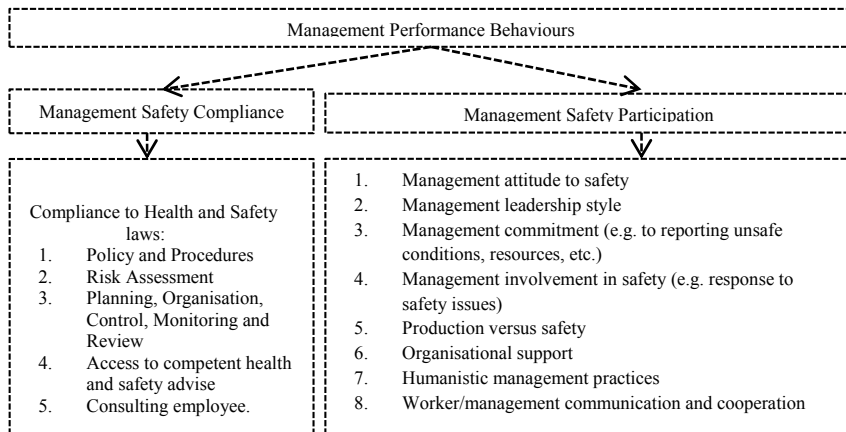 Management Performance Behaviours
Management Safety Compliance
Management Safety Participation
Compliance to Health and Safety
laws:
1. Policy and Procedures
2. Risk Assessment
3. Planning, Organisation,
Control, Monitoring and
Review
4. Access to competent health
and safety advise
5. Consulting employee.
1. Management attitude to safety
2. Management leadership style
3. Management commitment (e.g. to reporting unsafe
conditions, resources, etc.)
4. Management involvement in safety (e.g. response to
safety issues)
5. Production versus safety
6. Organisational support
7. Humanistic management practices
8. Worker/management communication and cooperation